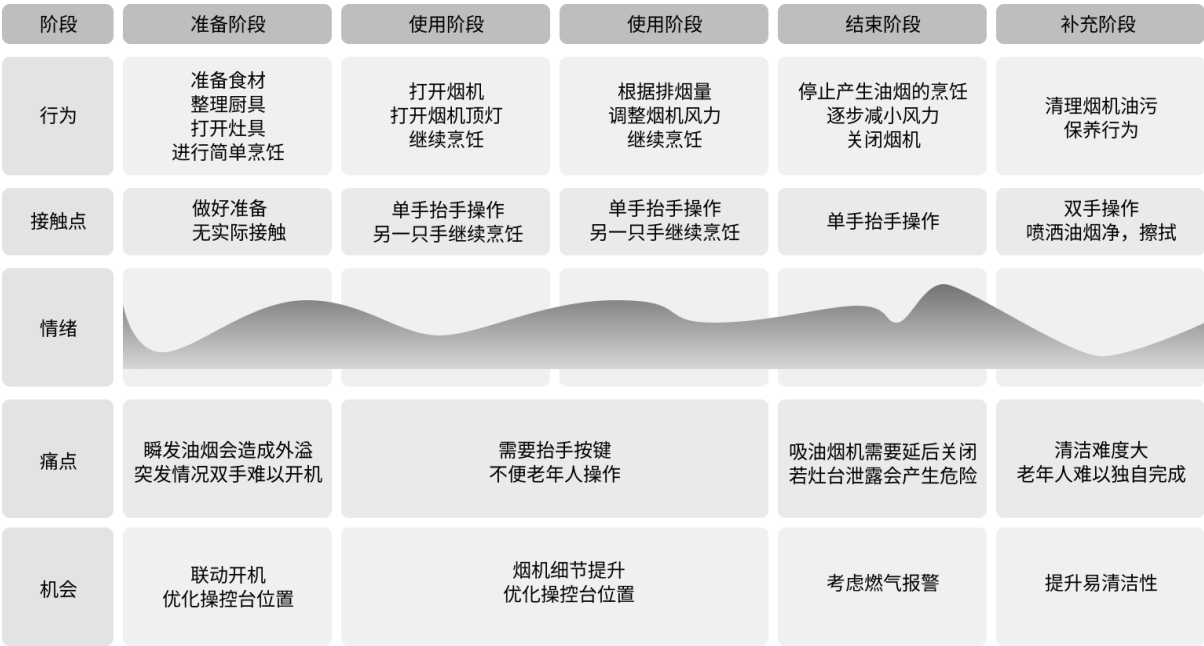 阶段
准备阶段
使用阶段
使用阶段
结束阶段
补充阶段
行为
准备食材
整理厨具
打开灶具
进行简单烹饪
打开烟机
打开烟机顶灯
继续烹饪
根据排烟量
调整烟机风力
继续烹饪
停止产生油烟的烹饪
逐步减小风力
关闭烟机
清理烟机油污
保养行为
接触点
做好准备
无实际接触
单手抬手操作
另一只手继续烹饪
单手抬手操作
另一只手继续烹饪
单手抬手操作
双手操作
喷洒油烟净，擦拭
情绪
痛点
瞬发油烟会造成外溢
突发情况双手难以开机
需要抬手按键
不便老年人操作
吸油烟机需要延后关闭
若灶台泄露会产生危险
清洁难度大
老年人难以独自完成
机会
联动开机
优化操控台位置
烟机细节提升
优化操控台位置
考虑燃气报警
提升易清洁性